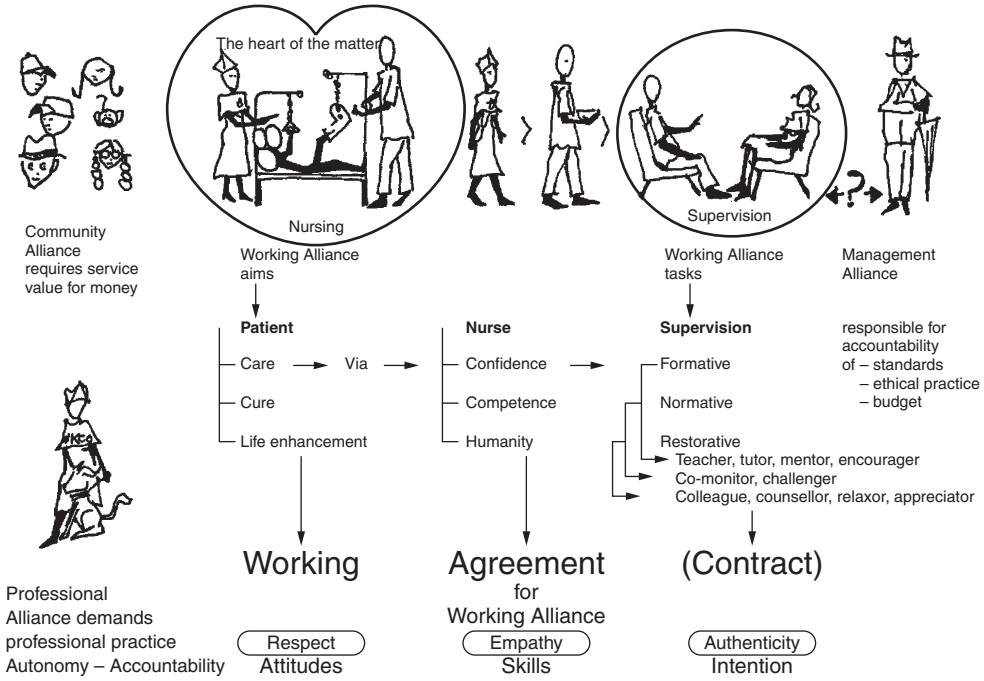 The heart of the matter
Nursing
Supervision
?
Community
Alliance
requires service
value for money
Working Alliance
aims
Working Alliance
tasks
Management
Alliance
Patient
Care
Via
Cure
Life enhancement
Nurse
Confidence
Competence
Humanity
Supervision
Formative
Normative
Restorative
Teacher, tutor, mentor, encourager
Co-monitor, challenger
Colleague, counsellor, relaxor, appreciator
responsible for
accountability
of – standards
– ethical practice
– budget
Working
Agreement
for
Working Alliance
(Contract)
Professional
Alliance demands
professional practice
Autonomy – Accountability
Respect
Attitudes
Empathy
Skills
Authenticity
Intention